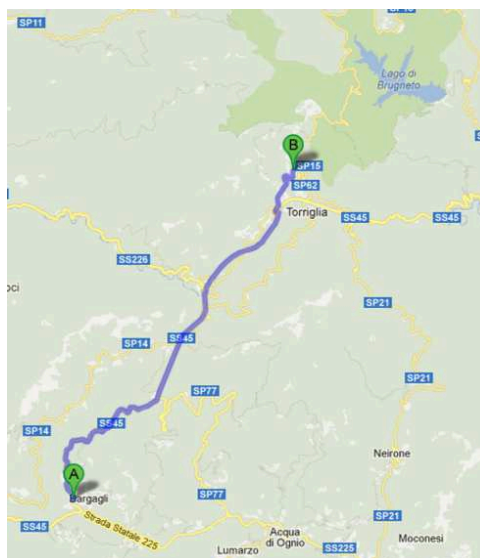 SP11
SP15
Lago di
Brugneto
B
SP15
SP62
Torriglia
SS45
SS45
SS226
oci
SP21
SS45
SP14
SP21
SP77
SS45
SP14
Neirone
A
Bargagli
SP77
SP21
SS45
Strada Statale 225
Acqua
di Ognio
Moconesi
Lumarzo
SS225